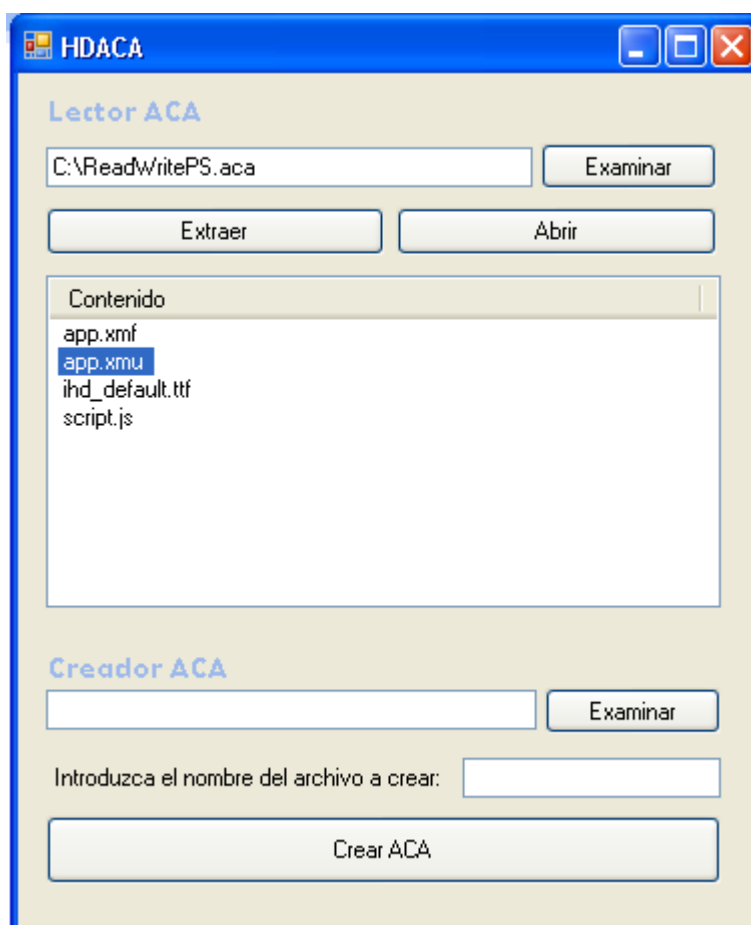 HDACA
Lector ACA
C:\ReadWritePS.aca Examinar
Extraer Abrir
Contenido
app.xmf
app.xmu
ihd_default.ttf
script.js
Creador ACA
Examinar
Introduzca el nombre del archivo a crear:
Crear ACA